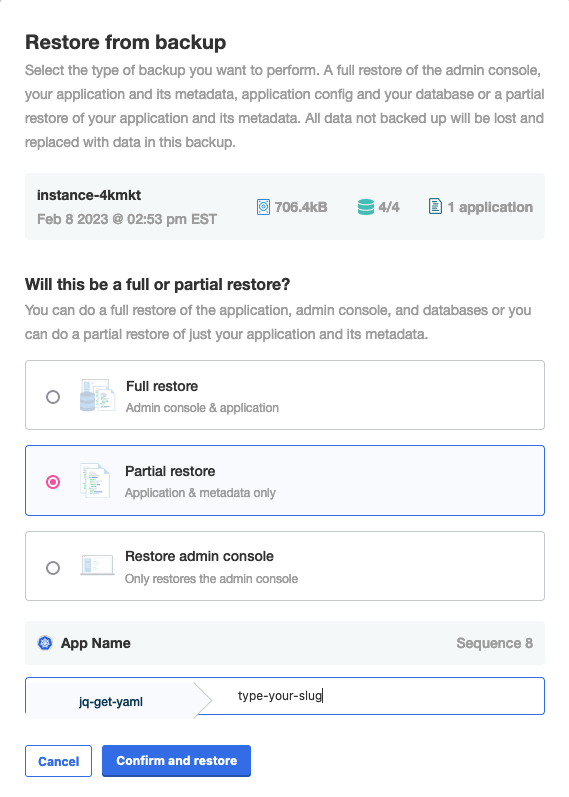 Restore from backup
Select the type of backup you want to perform. A full restore of the admin console,
your application and its metadata, application config and your database or a partial
restore of your application and its metadata. All data not backed up will be lost and
replaced with data in this backup.
instance-4kmkt
Feb 8 2023 @ 02:53 pm EST
706.4kB
4/4
1 application
Will this be a full or partial restore?
You can do a full restore of the application, admin console, and databases or you
can do a partial restore of just your application and its metadata.
Full restore
Admin console & application
Partial restore
Application & metadata only
Restore admin console
Only restores the admin console
App Name
Sequence 8
jq-get-yaml
type-your-slug
Cancel
Confirm and restore